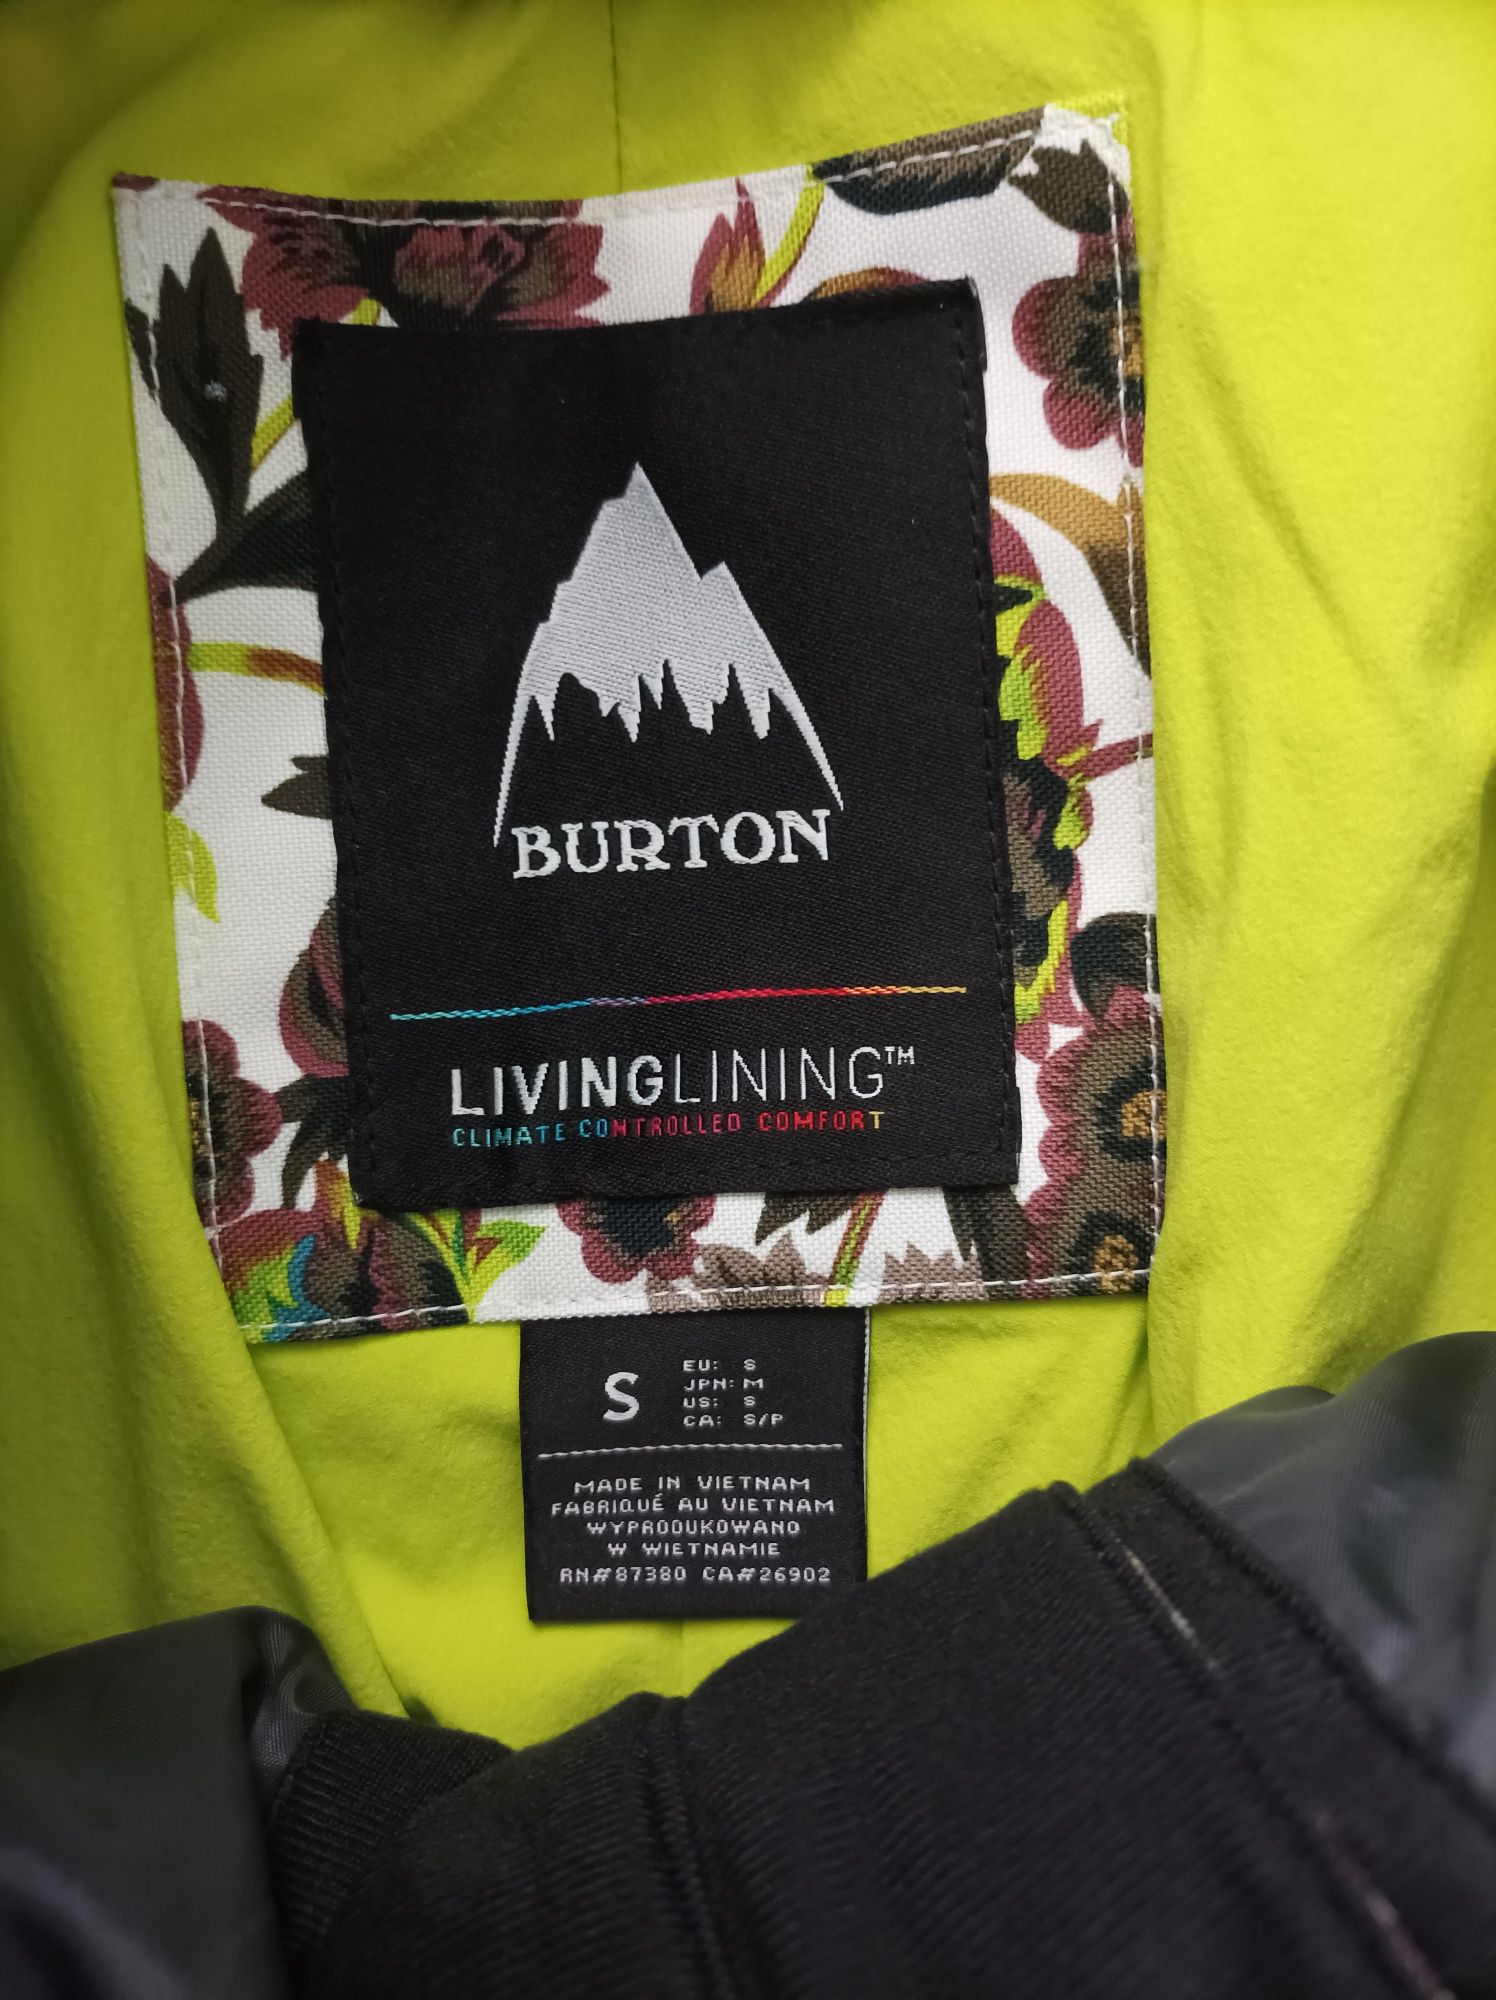 BURTON
LIVINGLINING™
CLIMATE CONTROLLED COMFORT
S
EU: S
JPN: M
US: S
CA: S/P
MADE IN VIETNAM
FABRIQUÉ AU VIETNAM
WYPRODUKOWANO
W WIETNAMIE
RN#87380 CA#26902